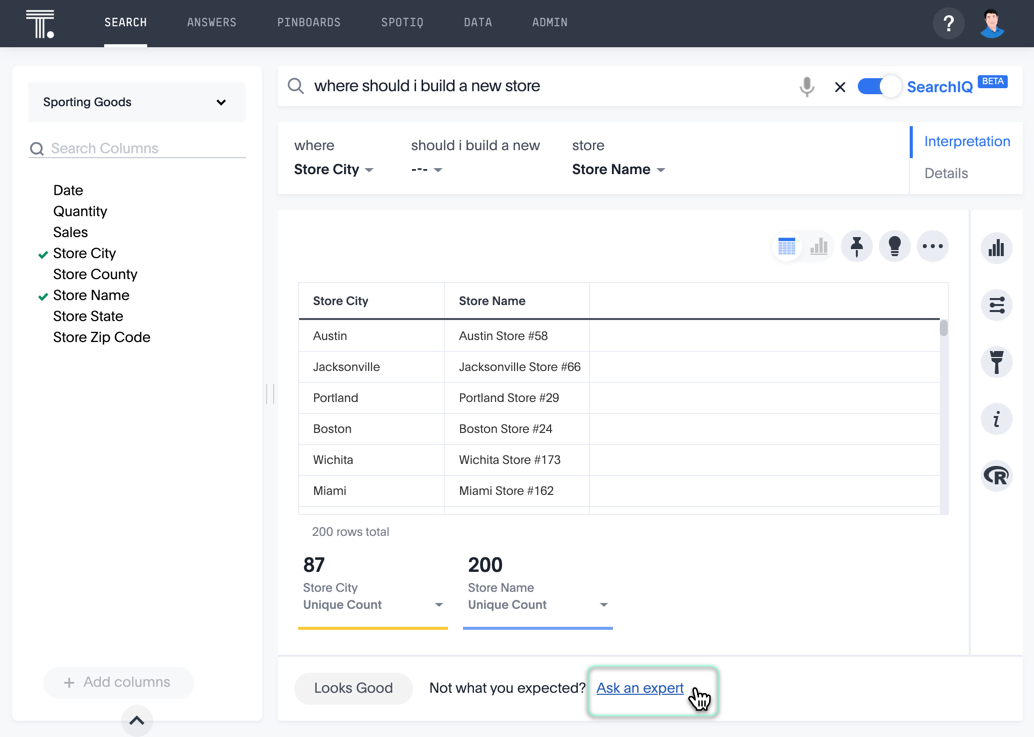 T.
SEARCH
ANSWERS
PINBOARDS
SPOTIQ
DATA
ADMIN
?
Sporting Goods
Search Columns
Date
Quantity
Sales
Store City
Store County
Store Name
Store State
Store Zip Code
+ Add columns
where should i build a new store
SearchIQ BETA
where
should i build a new
store
Store City
---
Store Name
Interpretation
Details
Store City Store Name
Austin Austin Store #58
Jacksonville Jacksonville Store #66
Portland Portland Store #29
Boston Boston Store #24
Wichita Wichita Store #173
Miami Miami Store #162
200 rows total
87
Store City
Unique Count
200
Store Name
Unique Count
i
R
Looks Good
Not what you expected? Ask an expert